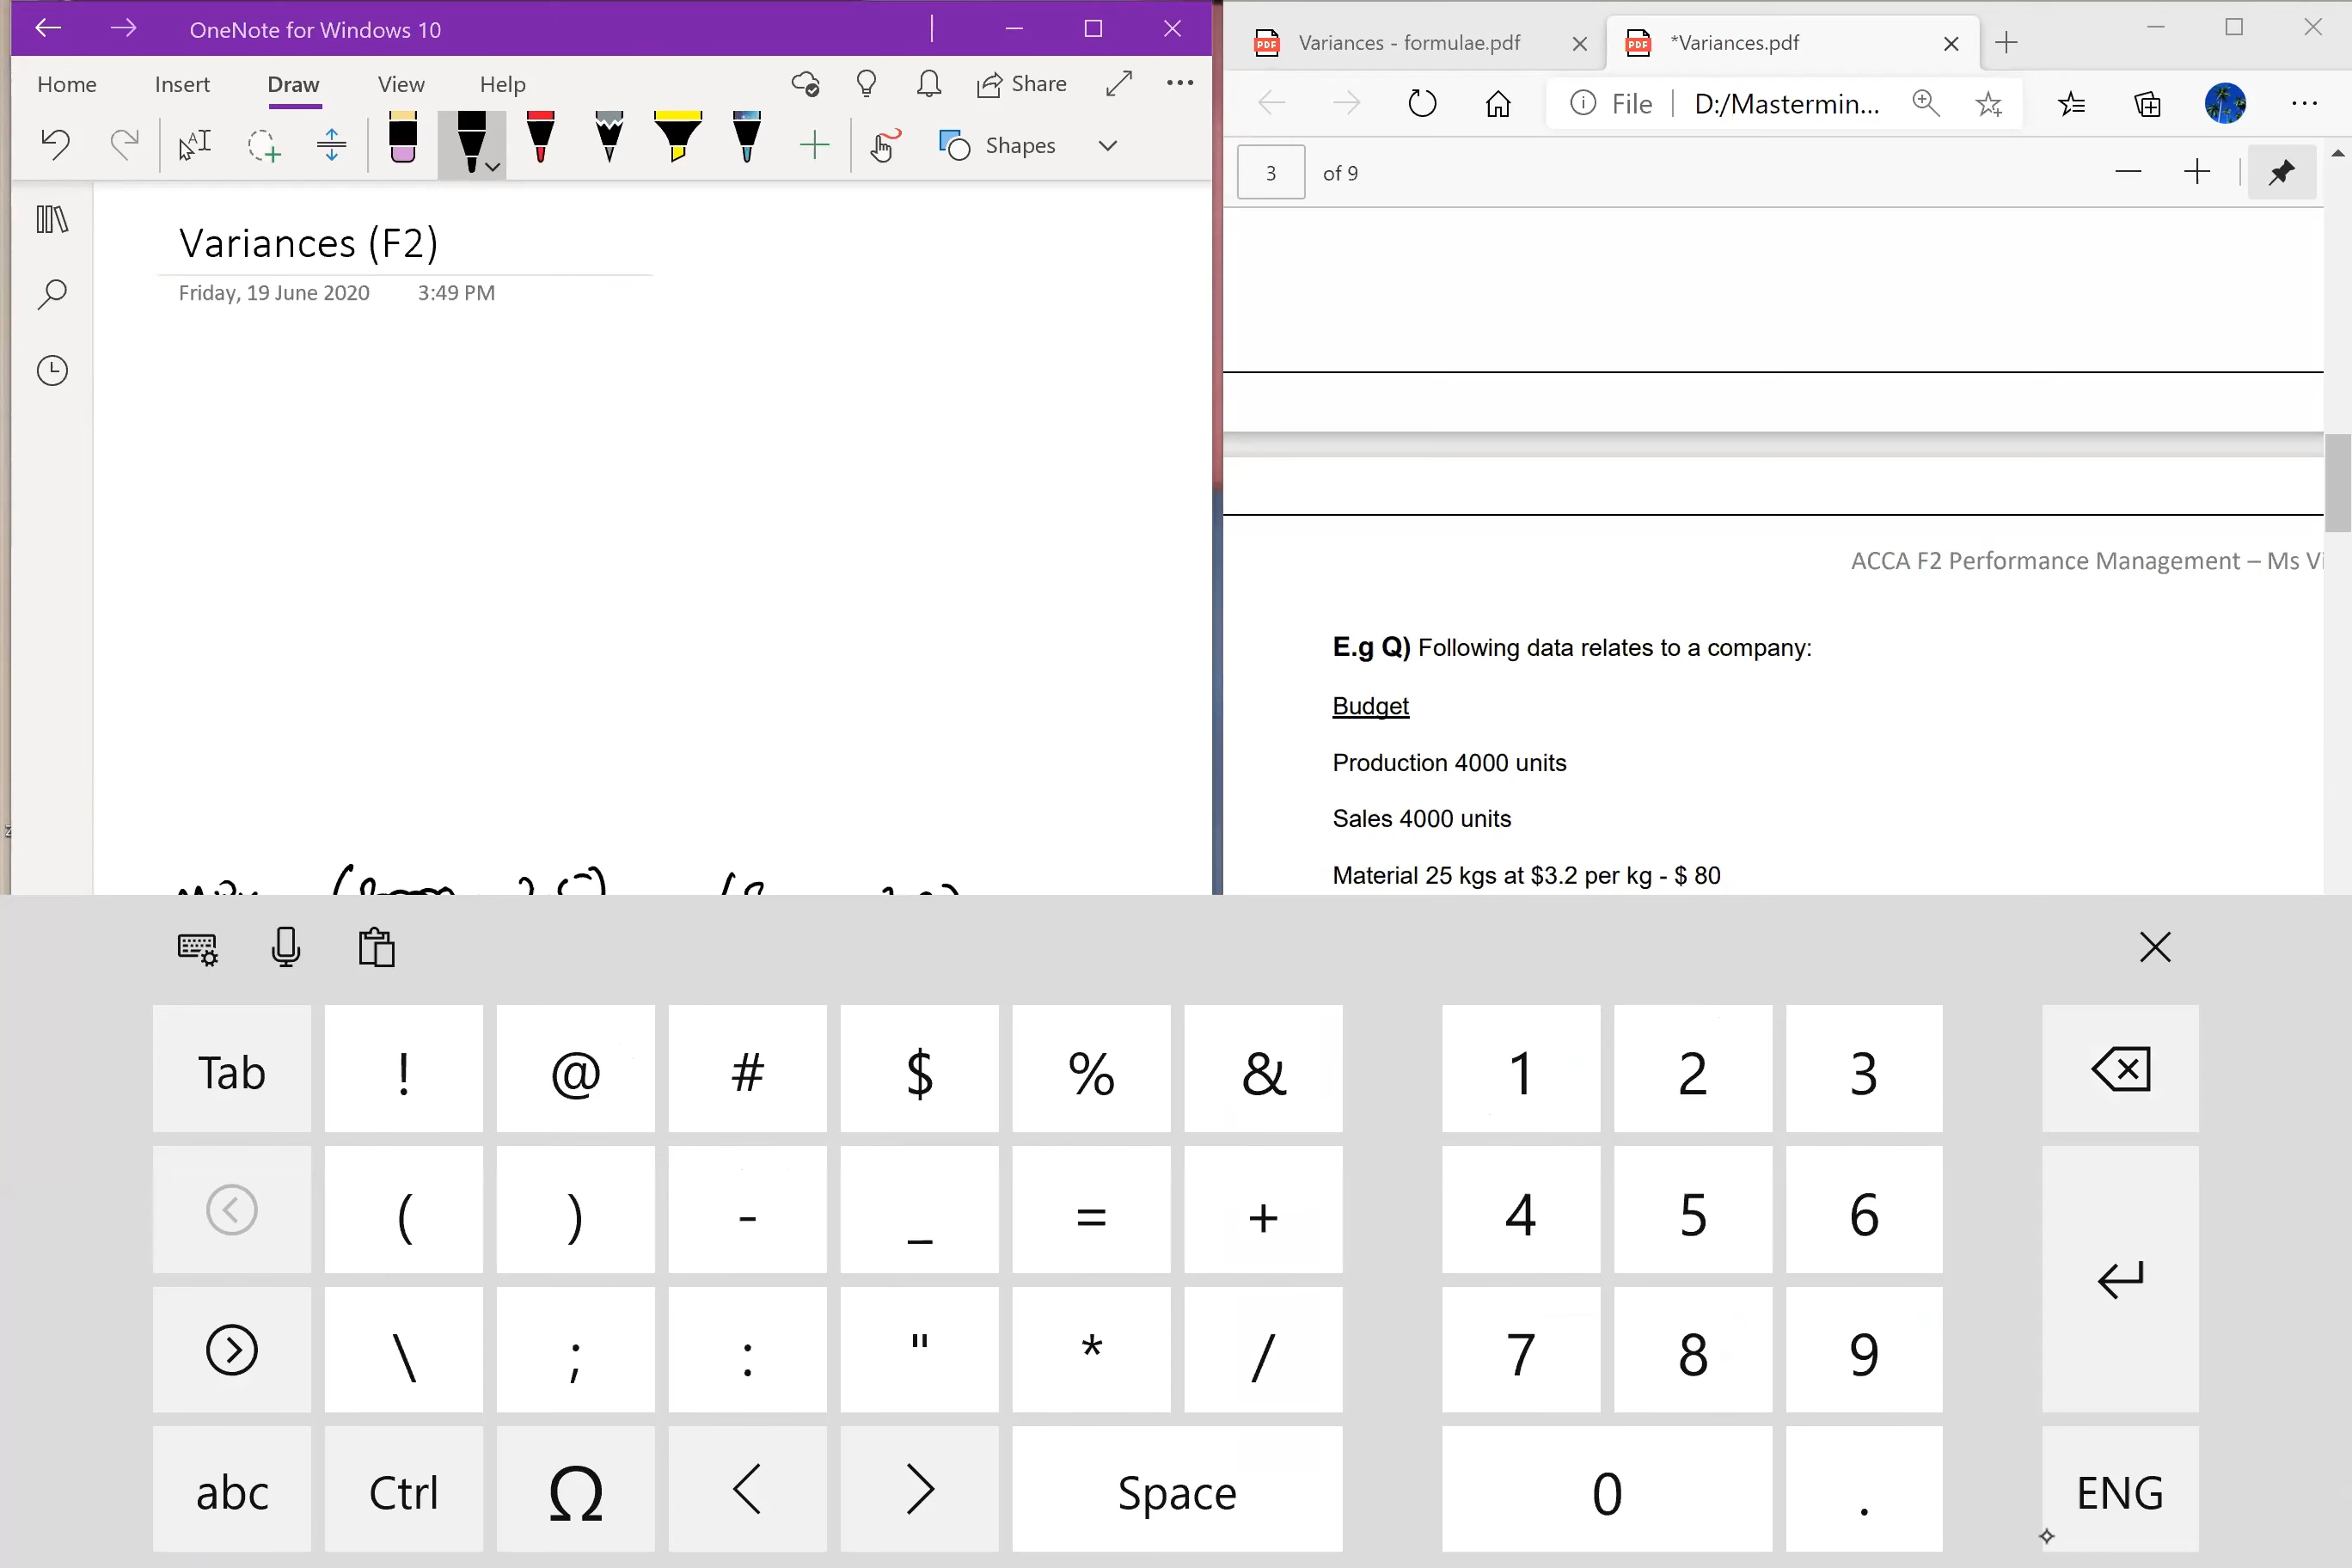 OneNote for Windows 10
Home Insert Draw View Help Share
Shapes
Variances (F2)
Friday, 19 June 2020 3:49 PM
Variances - formulae.pdf *Variances.pdf
File D:/Mastermin...
3 of 9
ACCA F2 Performance Management – Ms
E.g Q) Following data relates to a company:
Budget
Production 4000 units
Sales 4000 units
Material 25 kgs at $3.2 per kg - $ 80
Tab ! @ # $ % & 1 2 3
( ) - _ = + 4 5 6
\ ; : " * / 7 8 9
abc Ctrl Ω < > Space 0 . ENG